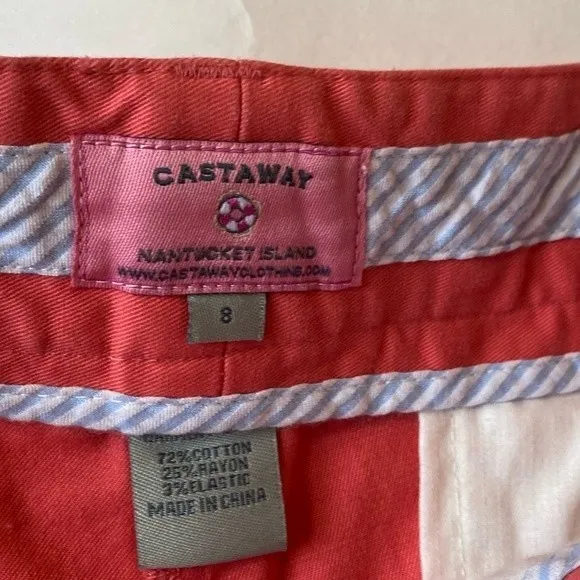 CASTAWAY
NANTUCKET ISLAND
WWW.CASTAWAYCLOTHING.COM
8
72%COTTON
25%RAYON
3%ELASTIC
MADE IN CHINA